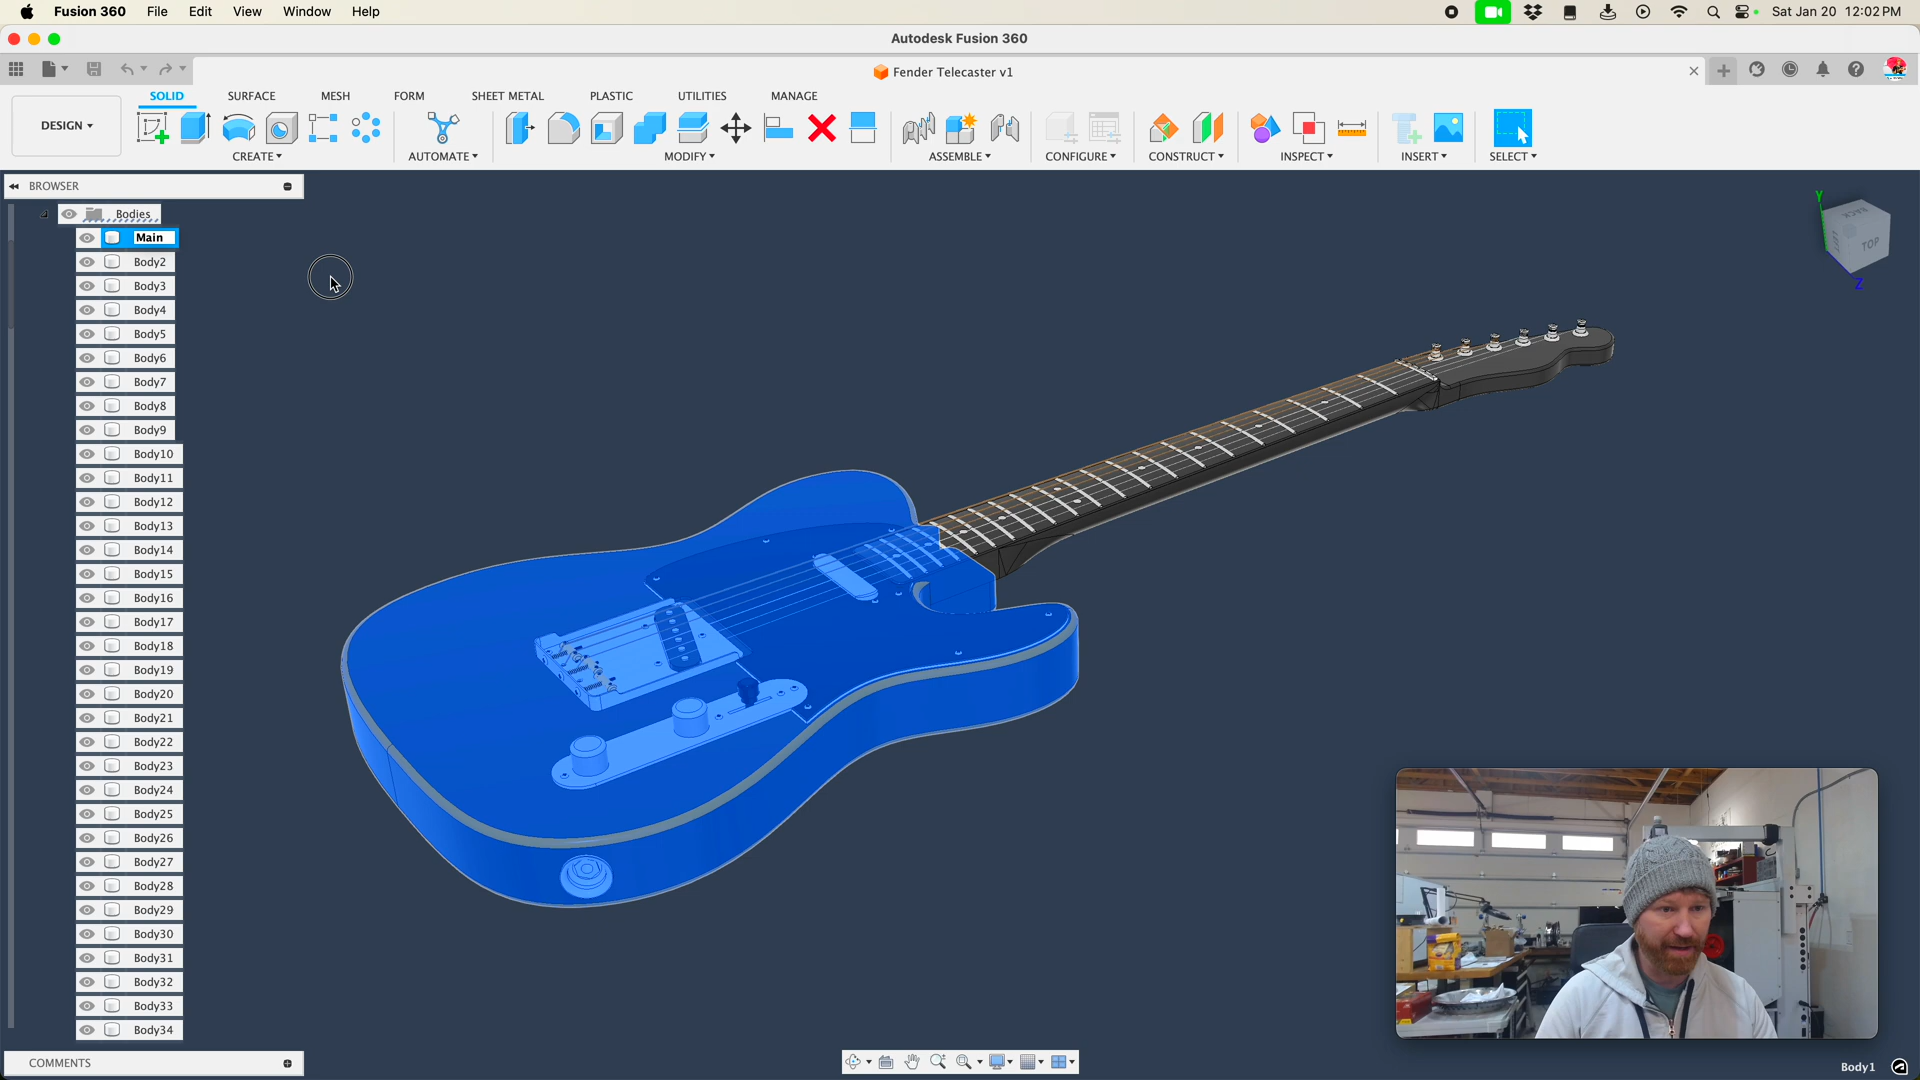 Fusion 360 File Edit View Window Help Sat Jan 20 12:02 PM
Autodesk Fusion 360
Fender Telecaster v1
SOLID SURFACE MESH FORM SHEET METAL PLASTIC UTILITIES MANAGE
DESIGN
CREATE AUTOMATE MODIFY ASSEMBLE CONFIGURE CONSTRUCT INSPECT INSERT SELECT
BROWSER
Bodies
Main
Body2
Body3
Body4
Body5
Body6
Body7
Body8
Body9
Body10
Body11
Body12
Body13
Body14
Body15
Body16
Body17
Body18
Body19
Body20
Body21
Body22
Body23
Body24
Body25
Body26
Body27
Body28
Body29
Body30
Body31
Body32
Body33
Body34
Y
BACK
LEFT
TOP
Z
COMMENTS
Body1